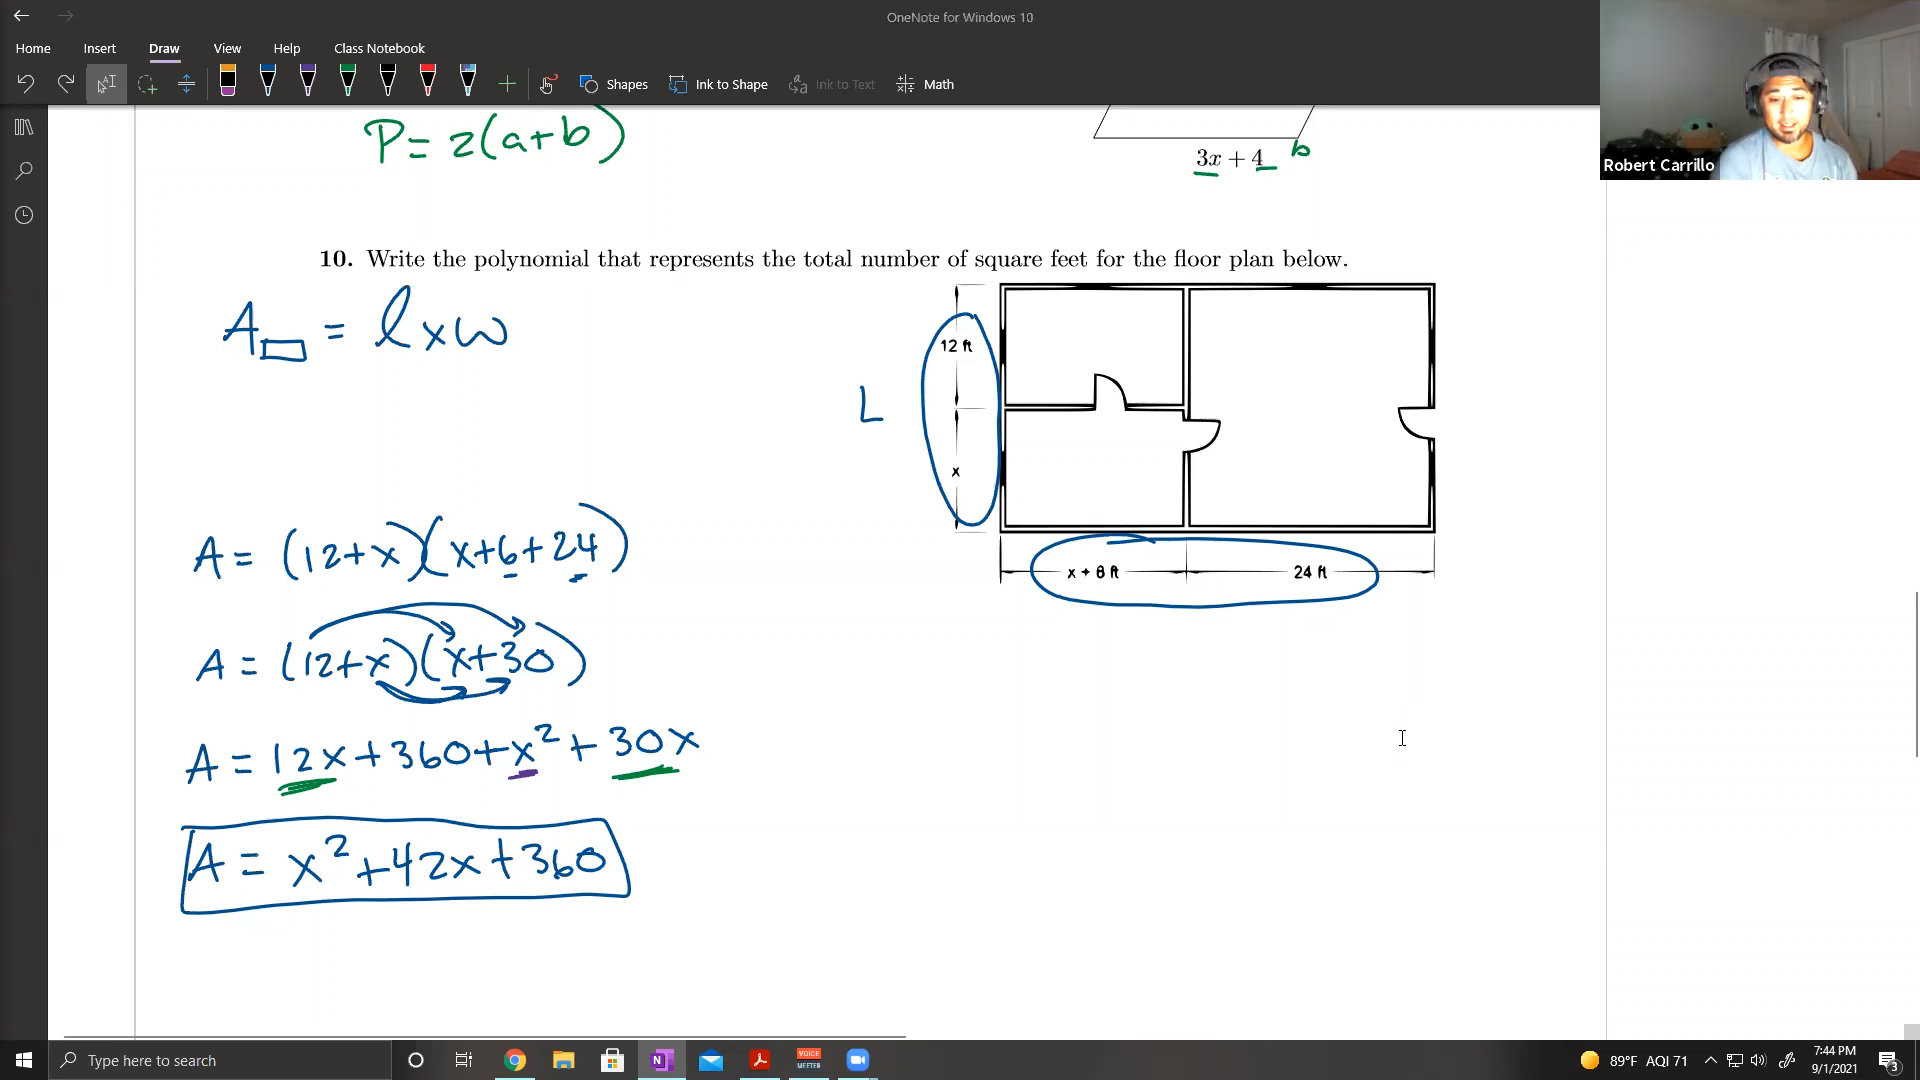 OneNote for Windows 10
Home Insert Draw View Help Class Notebook
Shapes Ink to Shape Ink to Text Math
Robert Carrillo
P = 2(a+b)
3x + 4 b
10. Write the polynomial that represents the total number of square feet for the floor plan below.
A▭ = l x w
12 ft
L
x
x + 6 ft 24 ft
A = (12+x)(x+6+24)
A = (12+x)(x+30)
A = 12x+360+x²+30x
A = x²+42x+360
Type here to search
VOICE
MEETER
89°F AQI 71
7:44 PM
9/1/2021
3